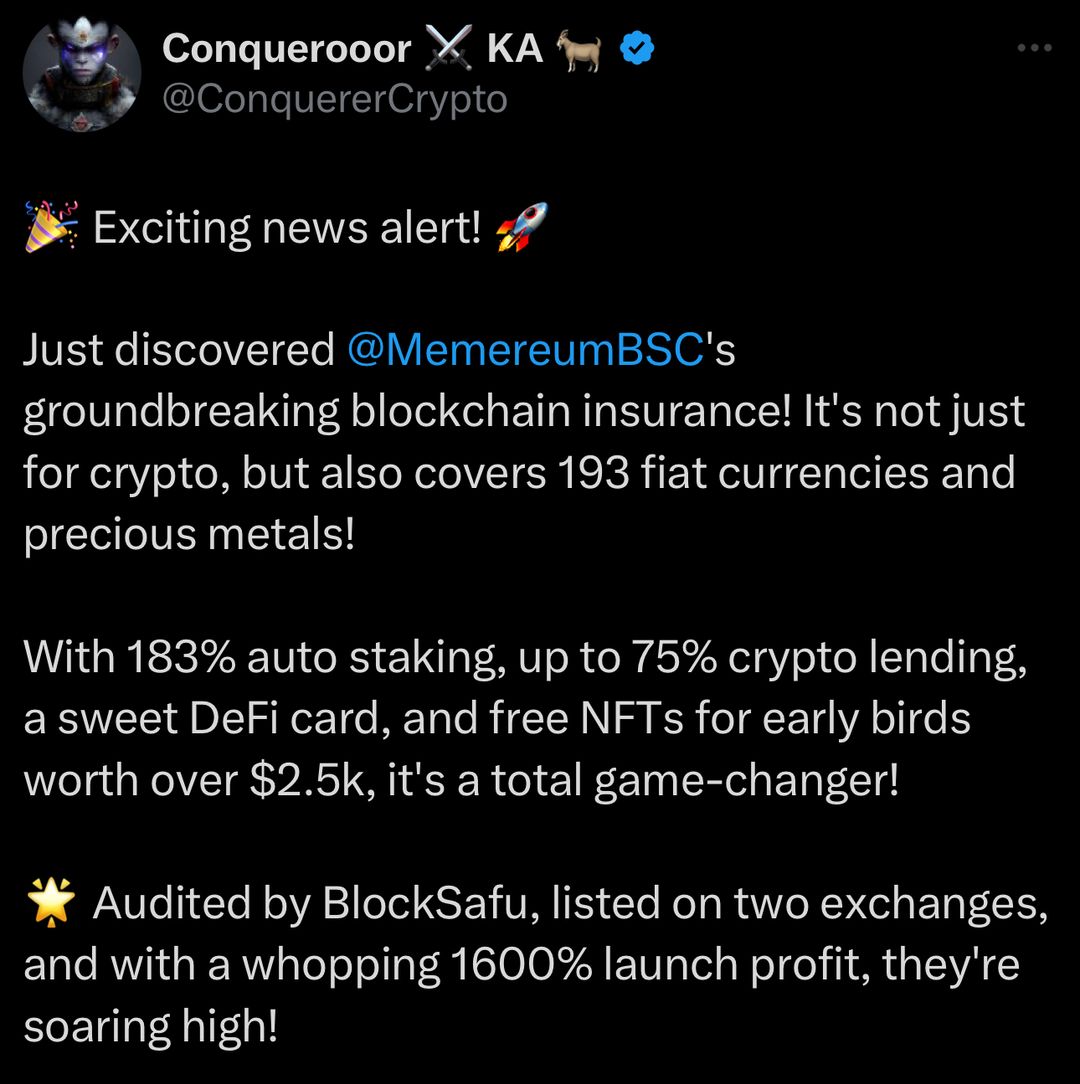 Conquerooor ⚔️ KA 🐐
@ConquererCrypto
🎉 Exciting news alert! 🚀
Just discovered @MemereumBSC's
groundbreaking blockchain insurance! It's not just
for crypto, but also covers 193 fiat currencies and
precious metals!
With 183% auto staking, up to 75% crypto lending,
a sweet DeFi card, and free NFTs for early birds
worth over $2.5k, it's a total game-changer!
🌟 Audited by BlockSafu, listed on two exchanges,
and with a whopping 1600% launch profit, they're
soaring high!